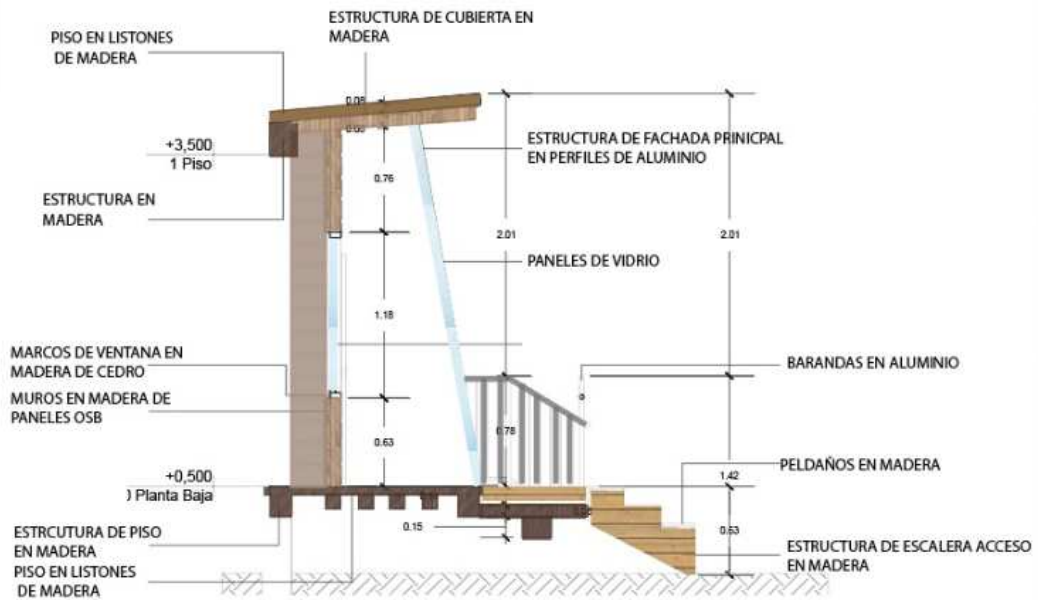 ESTRUCTURA DE CUBIERTA EN
MADERA
PISO EN LISTONES
DE MADERA
0.08
ESTRUCTURA DE FACHADA PRINICPAL
EN PERFILES DE ALUMINIO
+3,500
1 Piso
0.76
ESTRUCTURA EN
MADERA
2.01
2.01
PANELES DE VIDRIO
1.18
MARCOS DE VENTANA EN
MADERA DE CEDRO
BARANDAS EN ALUMINIO
MUROS EN MADERA DE
PANELES OSB
0.78
0.63
PELDAÑOS EN MADERA
+0,500
Planta Baja
1.42
0.15
0.53
ESTRCUTURA DE PISO
EN MADERA
ESTRUCTURA DE ESCALERA ACCESO
EN MADERA
PISO EN LISTONES
DE MADERA